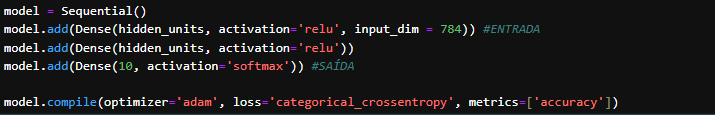 model = Sequential()
model.add(Dense(hidden_units, activation='relu', input_dim = 784)) #ENTRADA
model.add(Dense(hidden_units, activation='relu'))
model.add(Dense(10, activation='softmax')) #SAÍDA
model.compile(optimizer='adam', loss='categorical_crossentropy', metrics=['accuracy'])